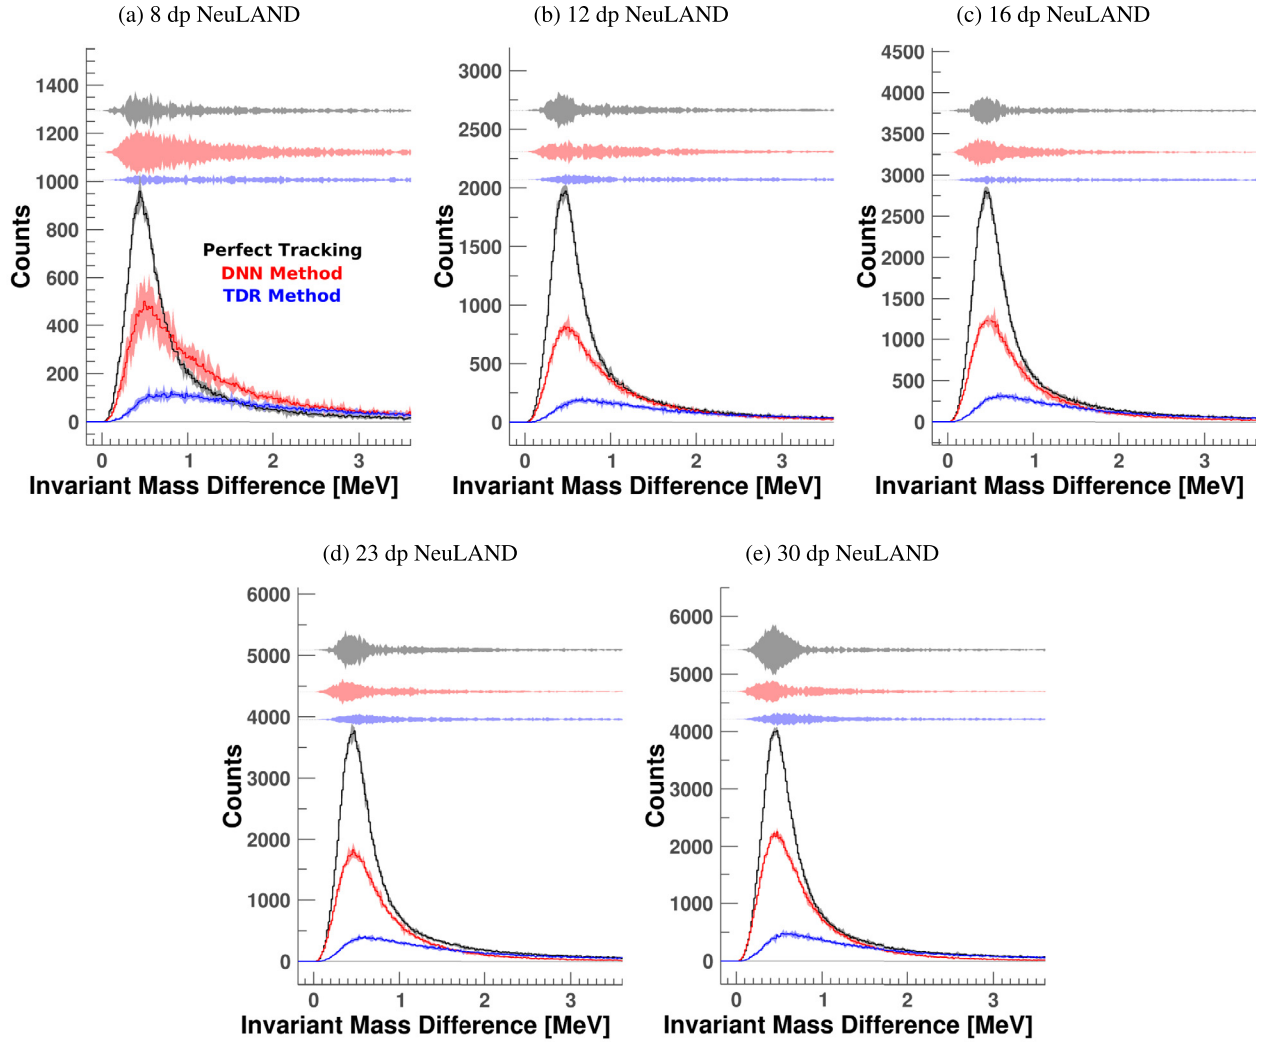 (a) 8 dp NeuLAND
(b) 12 dp NeuLAND
(c) 16 dp NeuLAND
1400
1200
1000
800
600
400
200
0
Counts
Perfect Tracking
DNN Method
TDR Method
0 1 2 3
Invariant Mass Difference [MeV]
3000
2500
2000
1500
1000
500
0
Counts
0 1 2 3
Invariant Mass Difference [MeV]
4500
4000
3500
3000
2500
2000
1500
1000
500
0
Counts
0 1 2 3
Invariant Mass Difference [MeV]
(d) 23 dp NeuLAND
(e) 30 dp NeuLAND
6000
5000
4000
3000
2000
1000
0
Counts
0 1 2 3
Invariant Mass Difference [MeV]
6000
5000
4000
3000
2000
1000
0
Counts
0 1 2 3
Invariant Mass Difference [MeV]